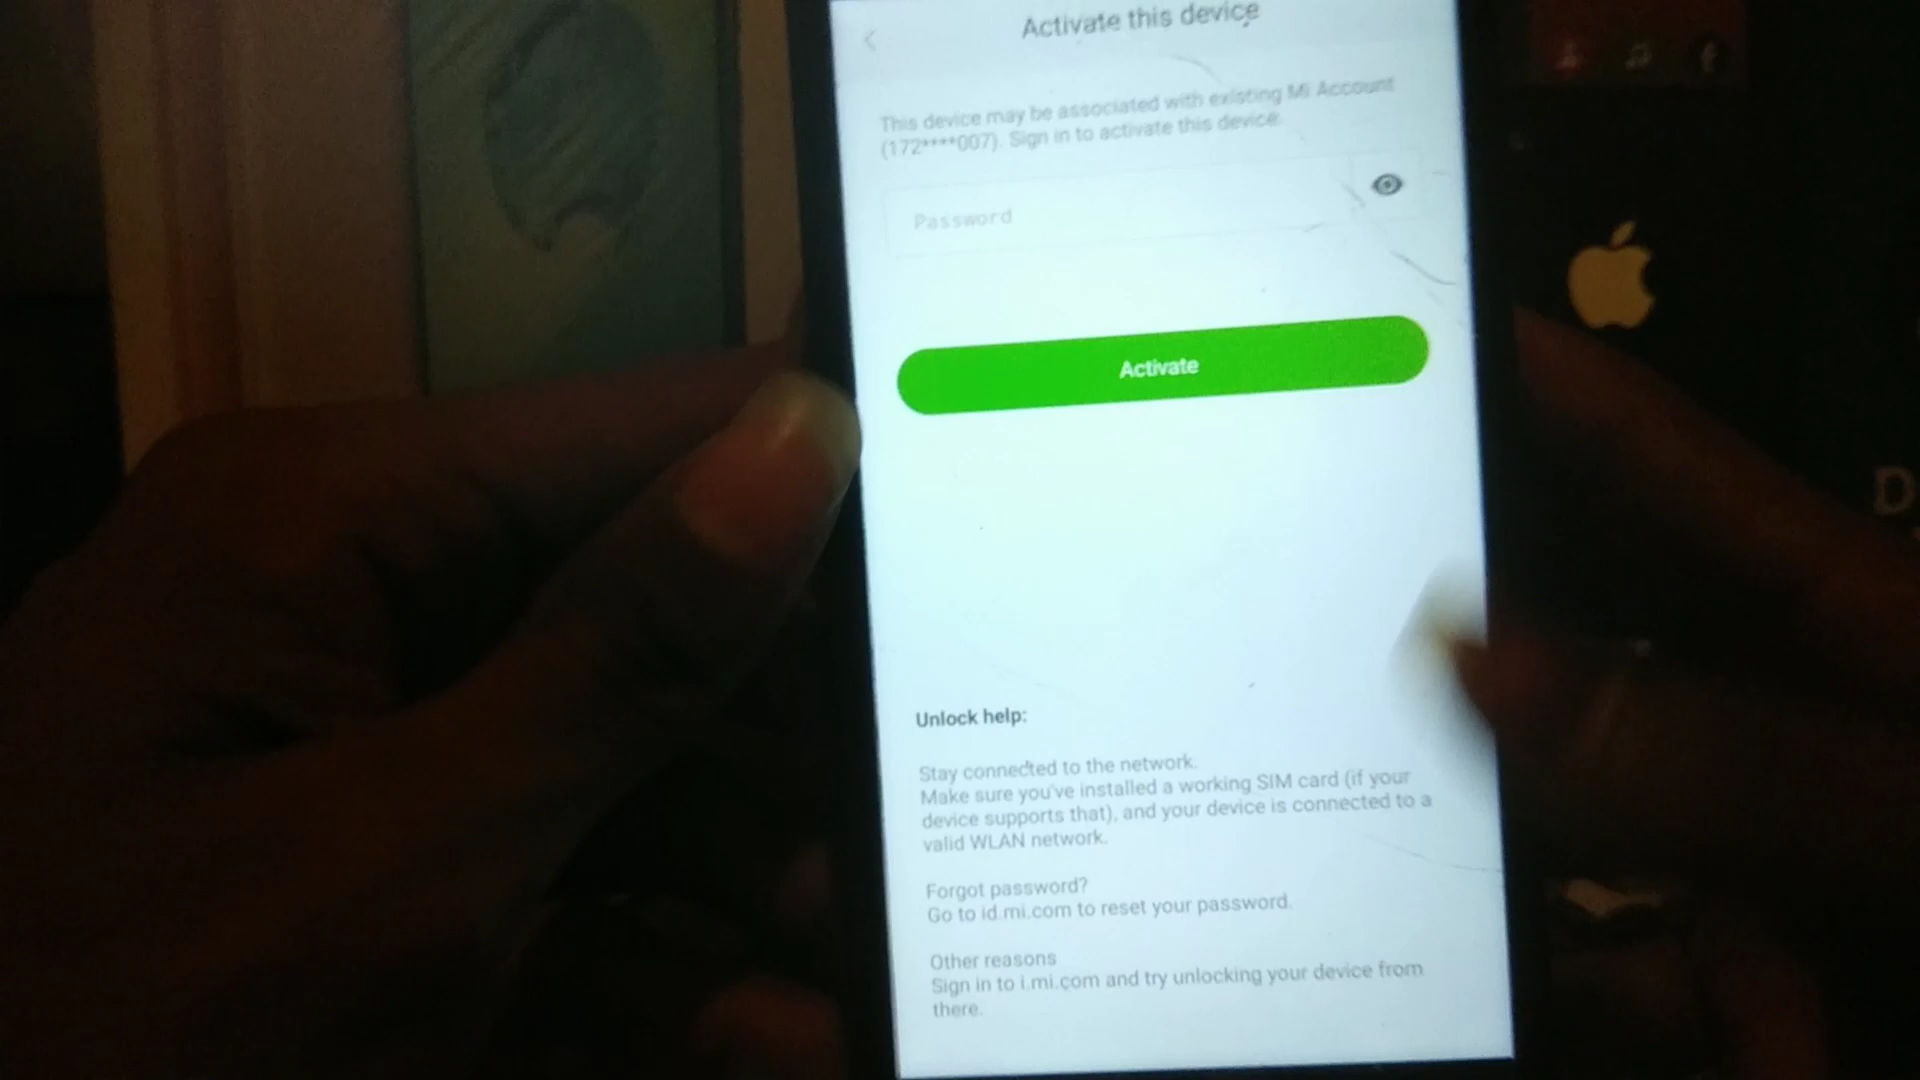 Activate this device
This device may be associated with existing Mi Account
(172****007). Sign in to activate this device.
Password
Activate
Unlock help:
Stay connected to the network.
Make sure you've installed a working SIM card (if your
device supports that), and your device is connected to a
valid WLAN network.
Forgot password?
Go to id.mi.com to reset your password.
Other reasons
Sign in to i.mi.com and try unlocking your device from
there.
D